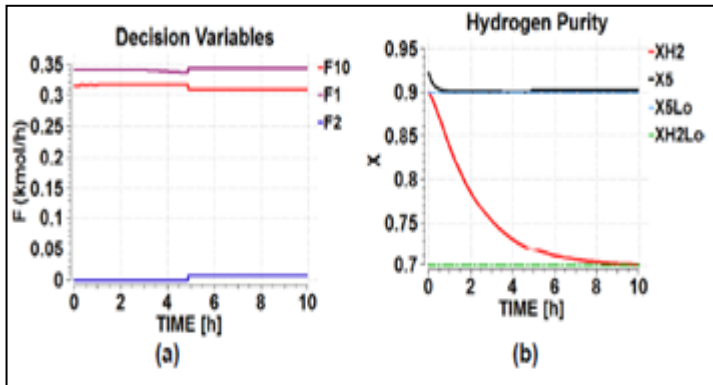 Decision Variables
0.35
0.3
0.25
0.2
0.15
0.1
0.05
0
F (kmol/h)
0 2 4 6 8 10
TIME [h]
F10
F1
F2
(a)
Hydrogen Purity
0.95
0.9
0.85
0.8
0.75
0.7
X
0 2 4 6 8 10
TIME [h]
XH2
X5
X5Lo
XH2Lo
(b)